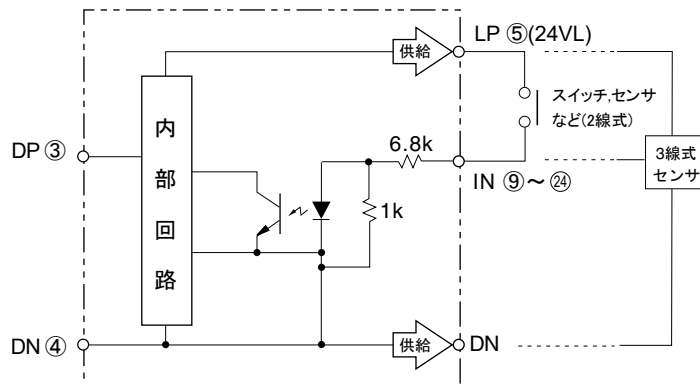 供給
LP ⑤(24VL)
スイッチ,センサ
など(2線式)
内部回路
DP ③
6.8k
IN ⑨～㉔
3線式
センサ
1k
DN ④
供給
DN